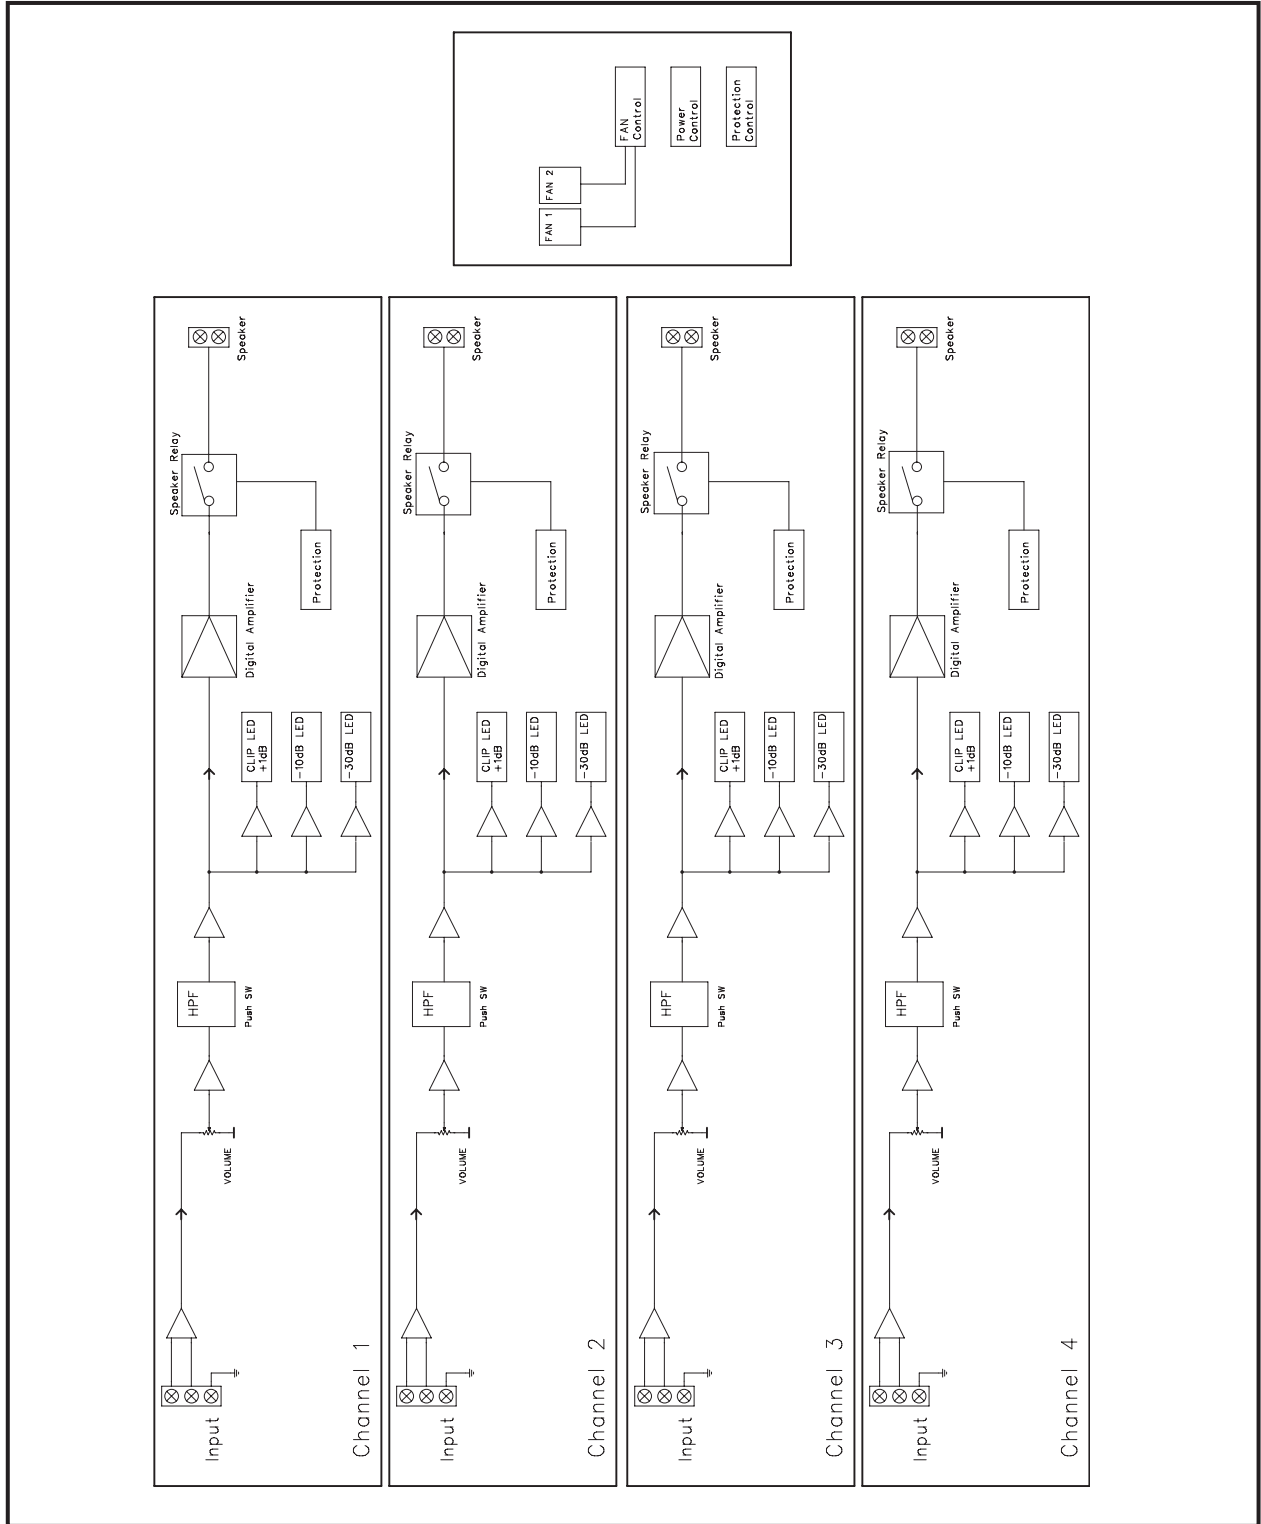 FAN 1
FAN 2
FAN
Control
Power
Control
Protection
Control
Input
VOLUME
HPF
Push SW
CLIP LED
+1dB
-10dB LED
-30dB LED
Digital Amplifier
Protection
Speaker Relay
Speaker
Channel 1
Input
VOLUME
HPF
Push SW
CLIP LED
+1dB
-10dB LED
-30dB LED
Digital Amplifier
Protection
Speaker Relay
Speaker
Channel 2
Input
VOLUME
HPF
Push SW
CLIP LED
+1dB
-10dB LED
-30dB LED
Digital Amplifier
Protection
Speaker Relay
Speaker
Channel 3
Input
VOLUME
HPF
Push SW
CLIP LED
+1dB
-10dB LED
-30dB LED
Digital Amplifier
Protection
Speaker Relay
Speaker
Channel 4